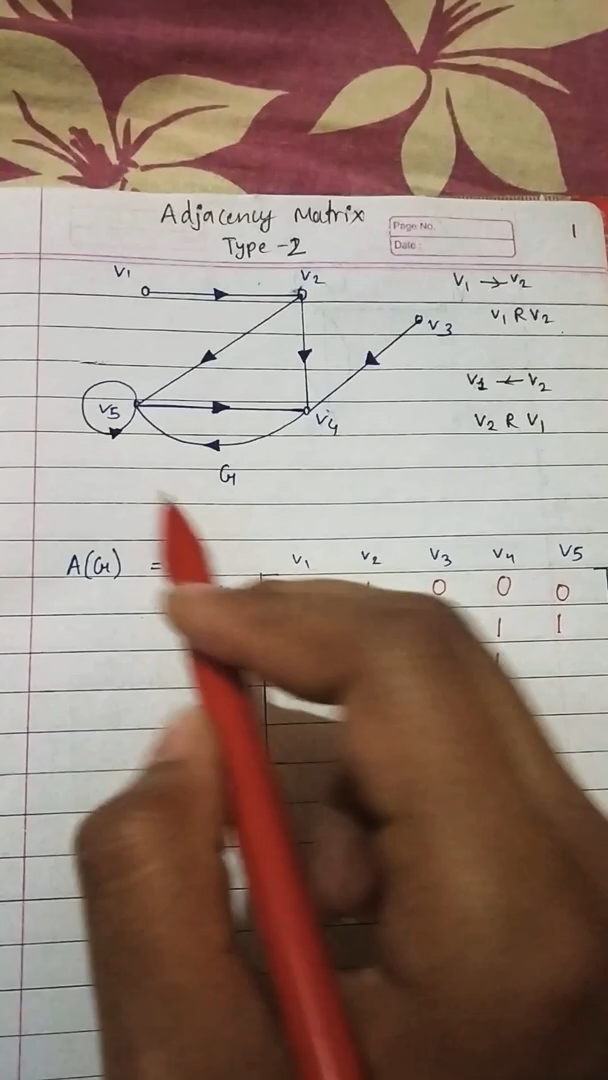 Adjacency Matrix
Type -2
Page No.
Date :
1
V1
V2
V3
V4
V5
G
V1 → V2
V1 R V2
V1 ← V2
V2 R V1
A(G) =
V1 V2 V3 V4 V5
0 0 0
1 1